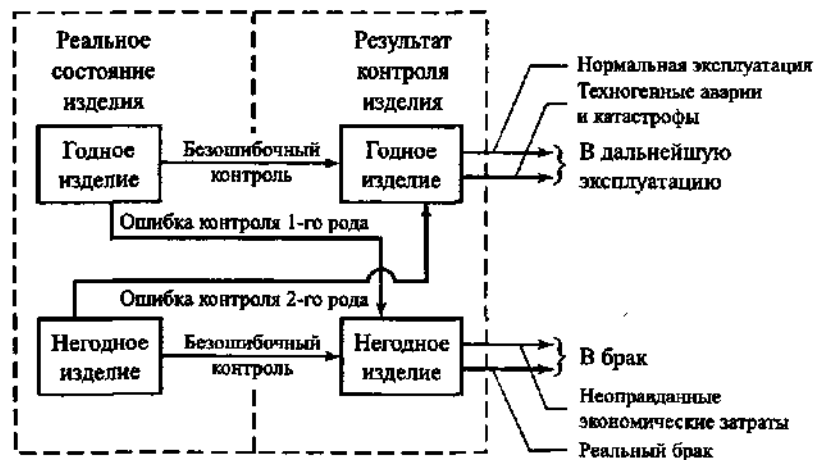 Реальное
состояние
изделия
Результат
контроля
изделия
Нормальная эксплуатация
Техногенные аварии
и катастрофы
Годное
изделие
Безошибочный
контроль
Годное
изделие
В дальнейшую
эксплуатацию
Ошибка контроля 1-го рода
Ошибка контроля 2-го рода
Негодное
изделие
Безошибочный
контроль
Негодное
изделие
В брак
Неоправданные
экономические затраты
Реальный брак